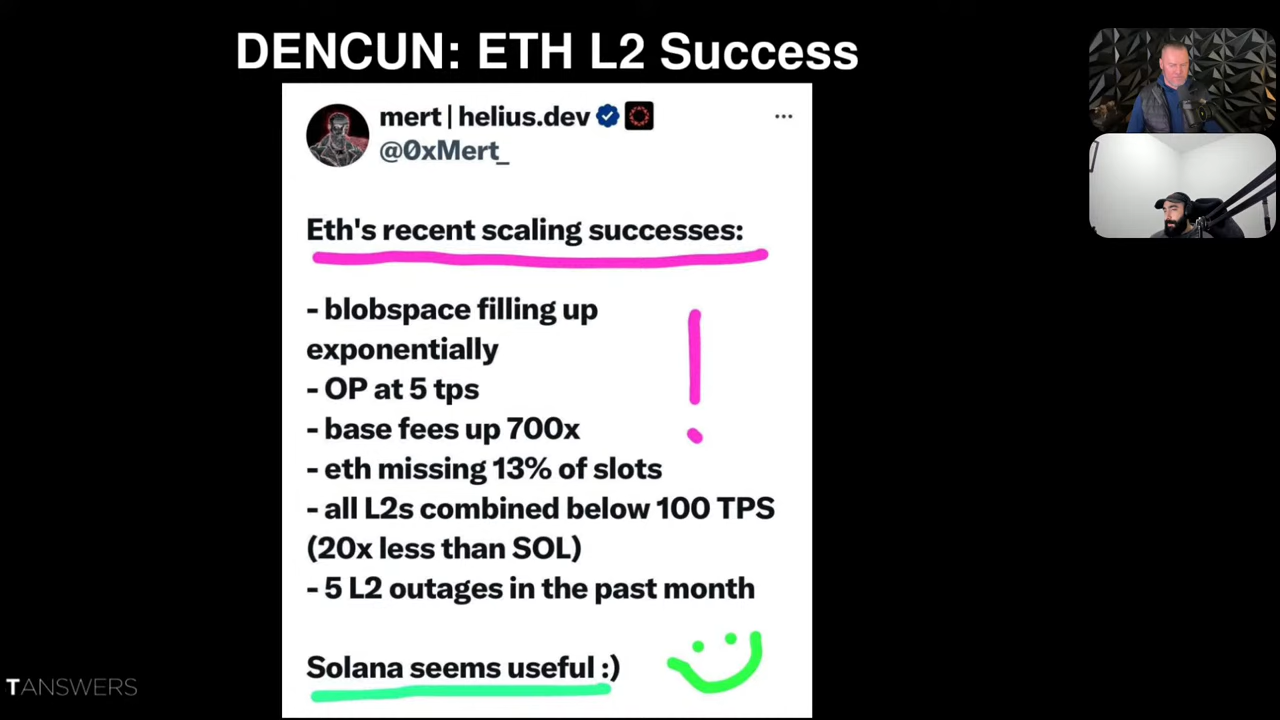 DENCUN: ETH L2 Success
mert | helius.dev
@0xMert_
Eth's recent scaling successes:
- blobspace filling up
exponentially
- OP at 5 tps
- base fees up 700x
- eth missing 13% of slots
- all L2s combined below 100 TPS
(20x less than SOL)
- 5 L2 outages in the past month
Solana seems useful :)
TANSWERS